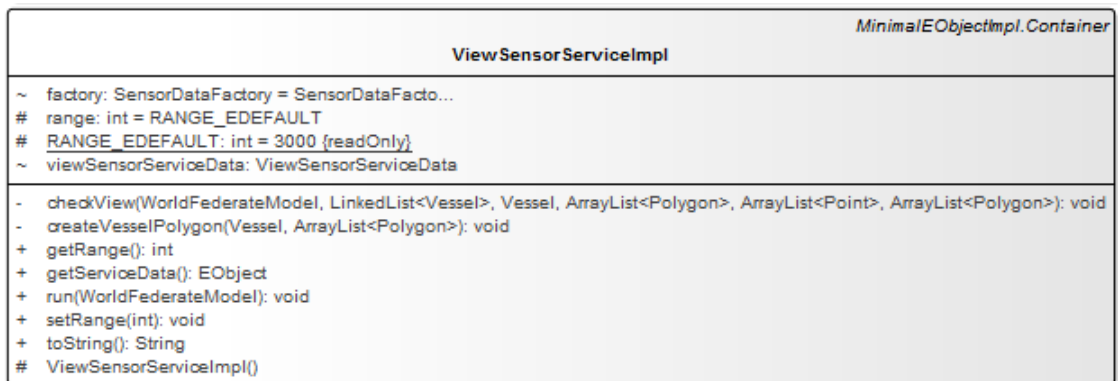 MinimalEObjectImpl.Container
ViewSensorServiceImpl
~ factory: SensorDataFactory = SensorDataFacto...
# range: int = RANGE_EDEFAULT
# RANGE_EDEFAULT: int = 3000 {readOnly}
~ viewSensorServiceData: ViewSensorServiceData
- checkView(WorldFederateModel, LinkedList<Vessel>, Vessel, ArrayList<Polygon>, ArrayList<Point>, ArrayList<Polygon>): void
- createVesselPolygon(Vessel, ArrayList<Polygon>): void
+ getRange(): int
+ getServiceData(): EObject
+ run(WorldFederateModel): void
+ setRange(int): void
+ toString(): String
# ViewSensorServiceImpl()